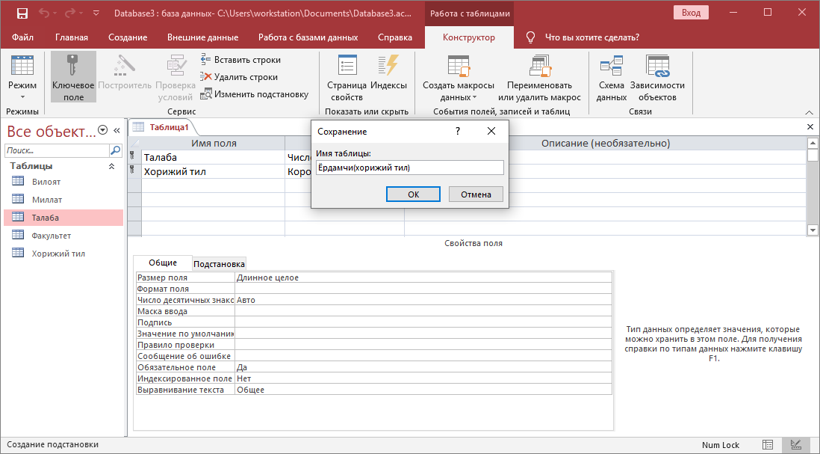 Database3 : база данных- C:\Users\workstation\Documents\Database3.ac...
Работа с таблицами
Вход
Файл Главная Создание Внешние данные Работа с базами данных Справка Конструктор Что вы хотите сделать?
Режим
Режимы
Ключевое поле
Построитель
Проверка условий
Вставить строки
Удалить строки
Изменить подстановку
Сервис
Страница свойств
Индексы
Показать или скрыть
Создать макросы данных
Переименовать или удалить макрос
События полей, записей и таблиц
Схема данных
Зависимости объектов
Связи
Все объект...
Поиск...
Таблицы
Вилоят
Миллат
Талаба
Факультет
Хорижий тил
Таблица1
Имя поля
Описание (необязательно)
Талаба Число
Хорижий тил Коро
Сохранение ? ×
Имя таблицы:
Ёрдамчи(хорижий тил)
ОК Отмена
Свойства поля
Общие Подстановка
Размер поля Длинное целое
Формат поля
Число десятичных знако Авто
Маска ввода
Подпись
Значение по умолчанию
Правило проверки
Сообщение об ошибке
Обязательное поле Да
Индексированное поле Нет
Выравнивание текста Общее
Тип данных определяет значения, которые
можно хранить в этом поле. Для получения
справки по типам данных нажмите клавишу
F1.
Создание подстановки
Num Lock